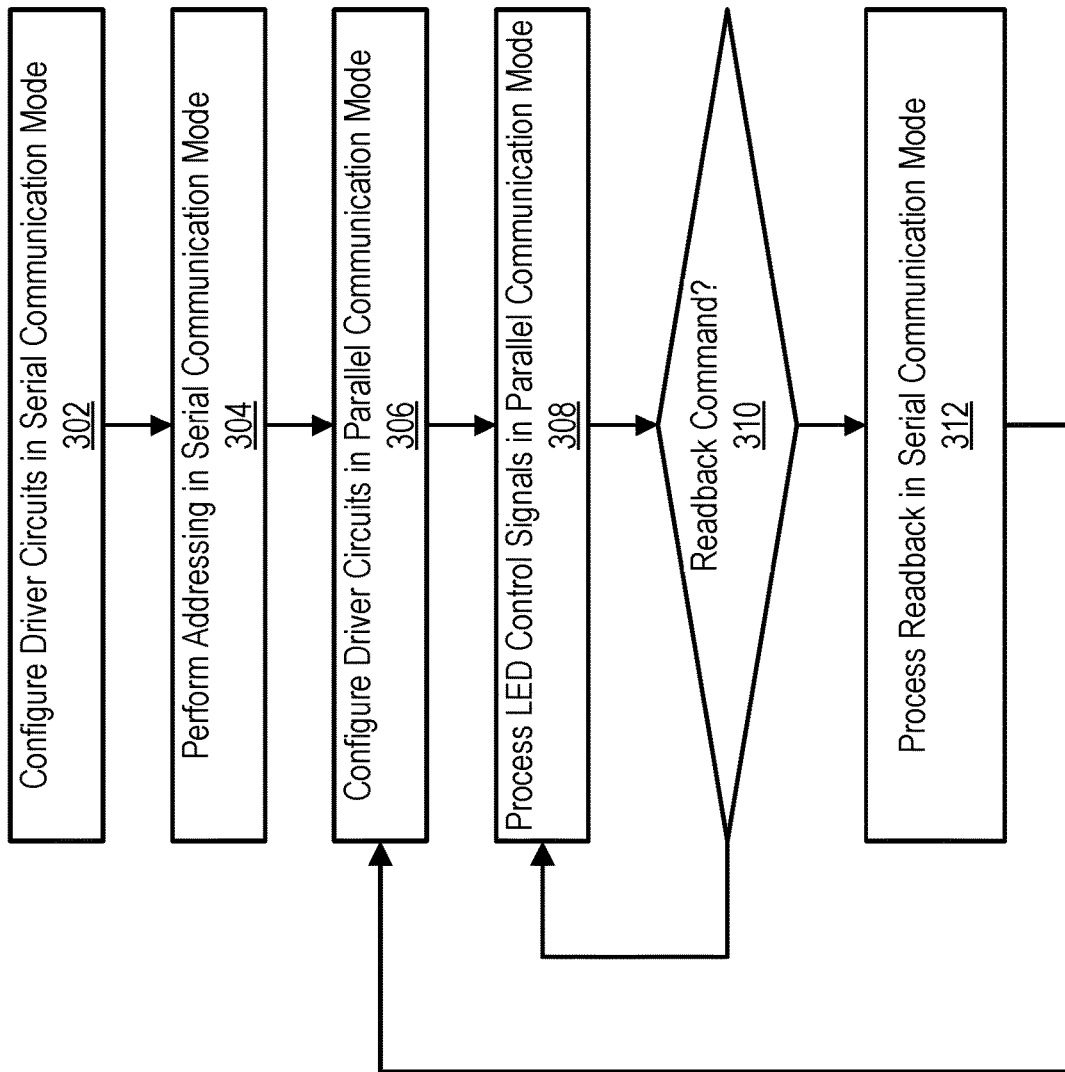 Configure Driver Circuits in Serial Communication Mode
302
Perform Addressing in Serial Communication Mode
304
Configure Driver Circuits in Parallel Communication Mode
306
Process LED Control Signals in Parallel Communication Mode
308
Readback Command?
310
Process Readback in Serial Communication Mode
312